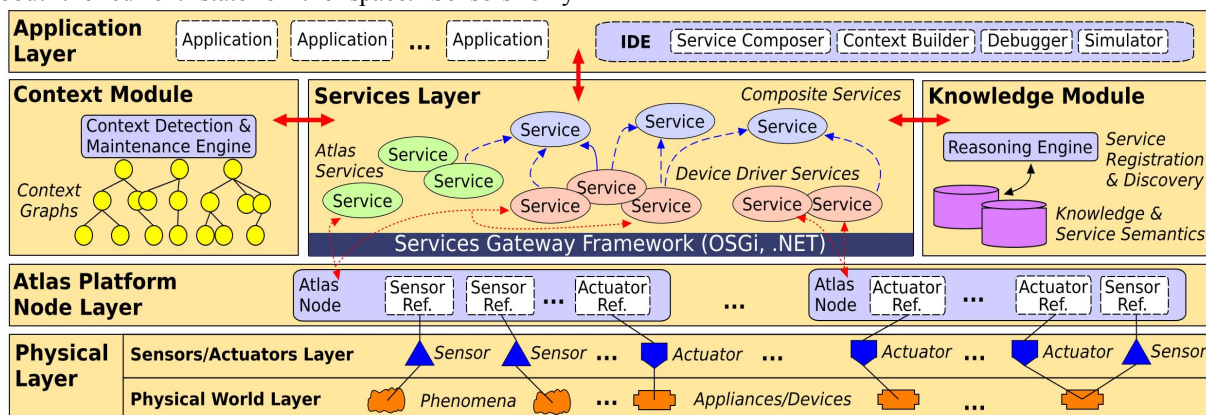 Application
Layer
Application
Application
...
Application
IDE
Service Composer
Context Builder
Debugger
Simulator
Context Module
Context Detection &
Maintenance Engine
Context
Graphs
Services Layer
Composite Services
Atlas
Services
Service
Service
Service
Service
Service
Service
Device Driver Services
Service
Service
Service
Service
Service
Services Gateway Framework (OSGi, .NET)
Knowledge Module
Reasoning Engine
Service
Registration
& Discovery
Knowledge &
Service Semantics
Atlas Platform
Node Layer
Atlas
Node
Sensor
Ref.
Sensor
Ref.
...
Actuator
Ref.
...
Atlas
Node
Actuator
Ref.
...
Actuator
Ref.
Sensor
Ref.
Physical
Layer
Sensors/Actuators Layer
Sensor
Sensor
...
Actuator
...
Actuator
...
Actuator
Sensor
Physical World Layer
Phenomena
...
Appliances/Devices
...